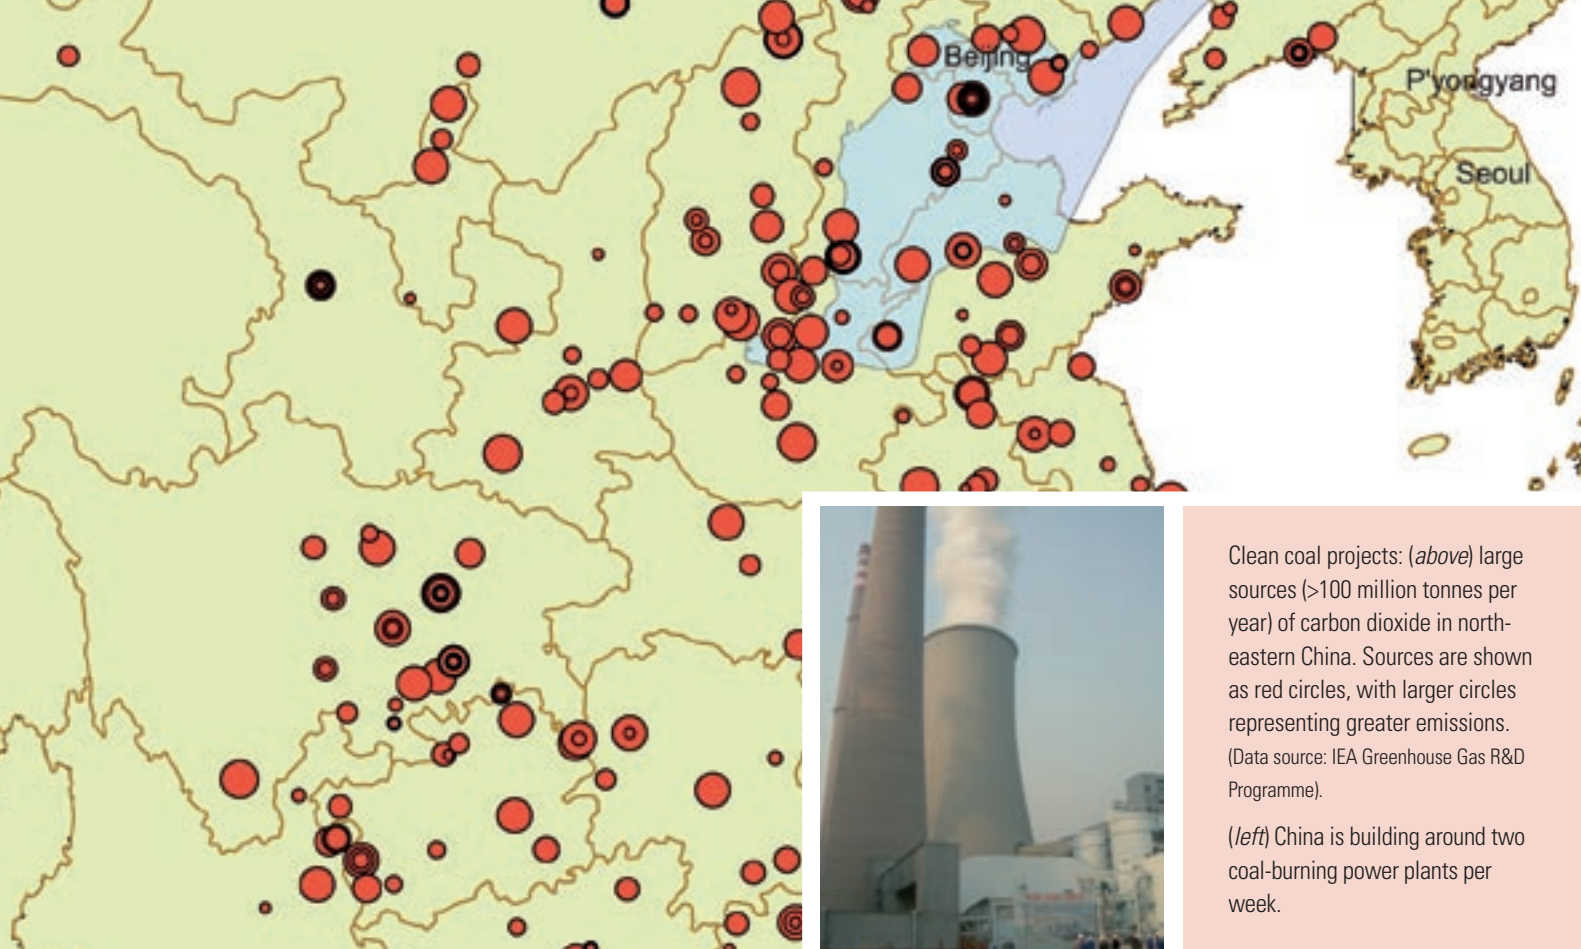 Beijing
P'yongyang
Seoul
Clean coal projects: (above) large
sources (>100 million tonnes per
year) of carbon dioxide in north-
eastern China. Sources are shown
as red circles, with larger circles
representing greater emissions.
(Data source: IEA Greenhouse Gas R&D
Programme).
(left) China is building around two
coal-burning power plants per
week.